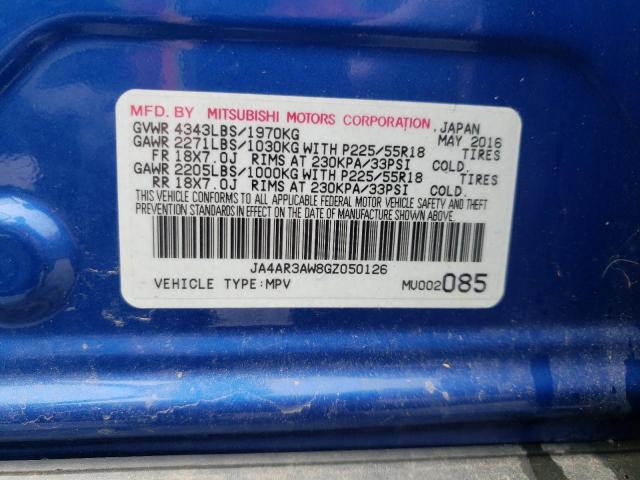 MFD. BY MITSUBISHI MOTORS CORPORATION, JAPAN
GVWR 4343LBS/1970KG MAY 2016
GAWR 2271LBS/1030KG WITH P225/55R18 TIRES
FR 18X7.0J RIMS AT 230KPA/33PSI COLD.
GAWR 2205LBS/1000KG WITH P225/55R18 TIRES
RR 18X7.0J RIMS AT 230KPA/33PSI COLD.
THIS VEHICLE CONFORMS TO ALL APPLICABLE FEDERAL MOTOR VEHICLE SAFETY AND THEFT
PREVENTION STANDARDS IN EFFECT ON THE DATE OF MANUFACTURE SHOWN ABOVE.
JA4AR3AW8GZ050126
VEHICLE TYPE:MPV MU002085